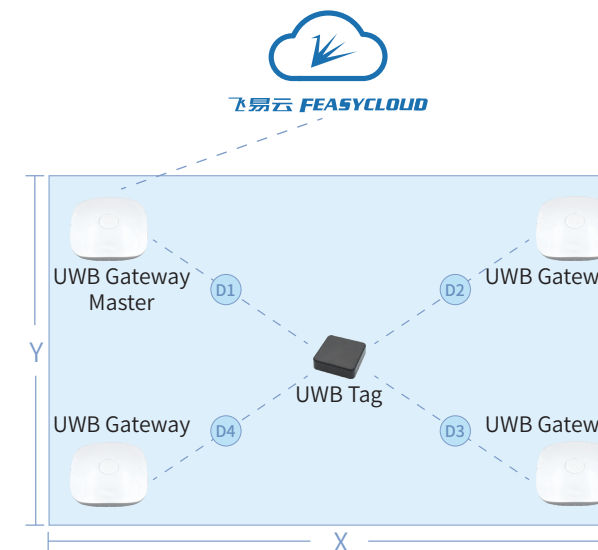 飞易云 FEASYCLOUD
UWB Gateway
Master
D1
D2
UWB Gatew
Y
UWB Tag
UWB Gateway
D4
D3
UWB Gatew
X